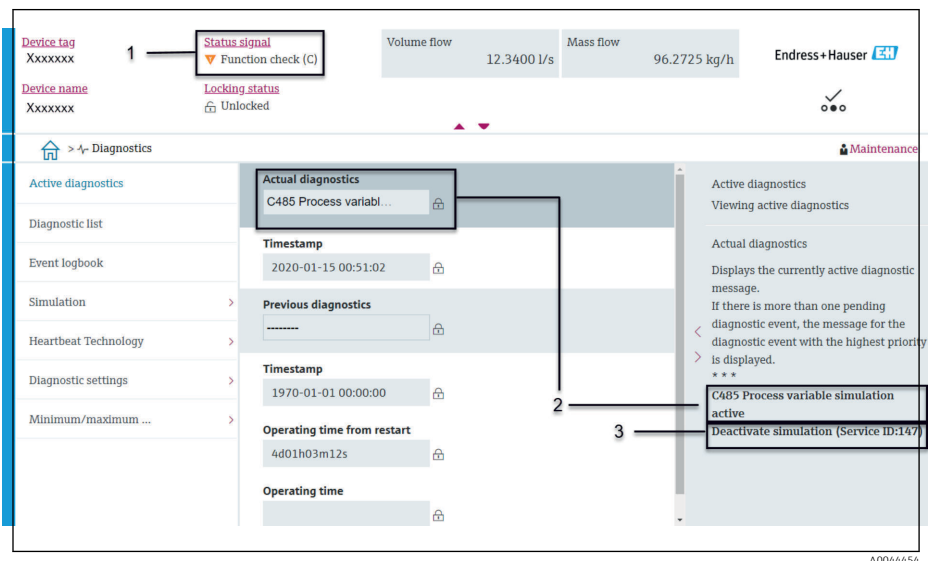 Device tag
Xxxxxxx
1
Status signal
Function check (C)
Volume flow
12.3400 l/s
Mass flow
96.2725 kg/h
Endress+Hauser EH
Device name
Xxxxxxx
Locking status
Unlocked
> Diagnostics
Maintenance
Active diagnostics
Diagnostic list
Event logbook
Simulation >
Heartbeat Technology >
Diagnostic settings >
Minimum/maximum ... >
Actual diagnostics
C485 Process variabl...
Timestamp
2020-01-15 00:51:02
Previous diagnostics
--------
Timestamp
1970-01-01 00:00:00
Operating time from restart
4d01h03m12s
Operating time
2
3
Active diagnostics
Viewing active diagnostics
Actual diagnostics
Displays the currently active diagnostic
message.
If there is more than one pending
diagnostic event, the message for the
diagnostic event with the highest priority
is displayed.
* * *
C485 Process variable simulation
active
Deactivate simulation (Service ID:147)
A0044454